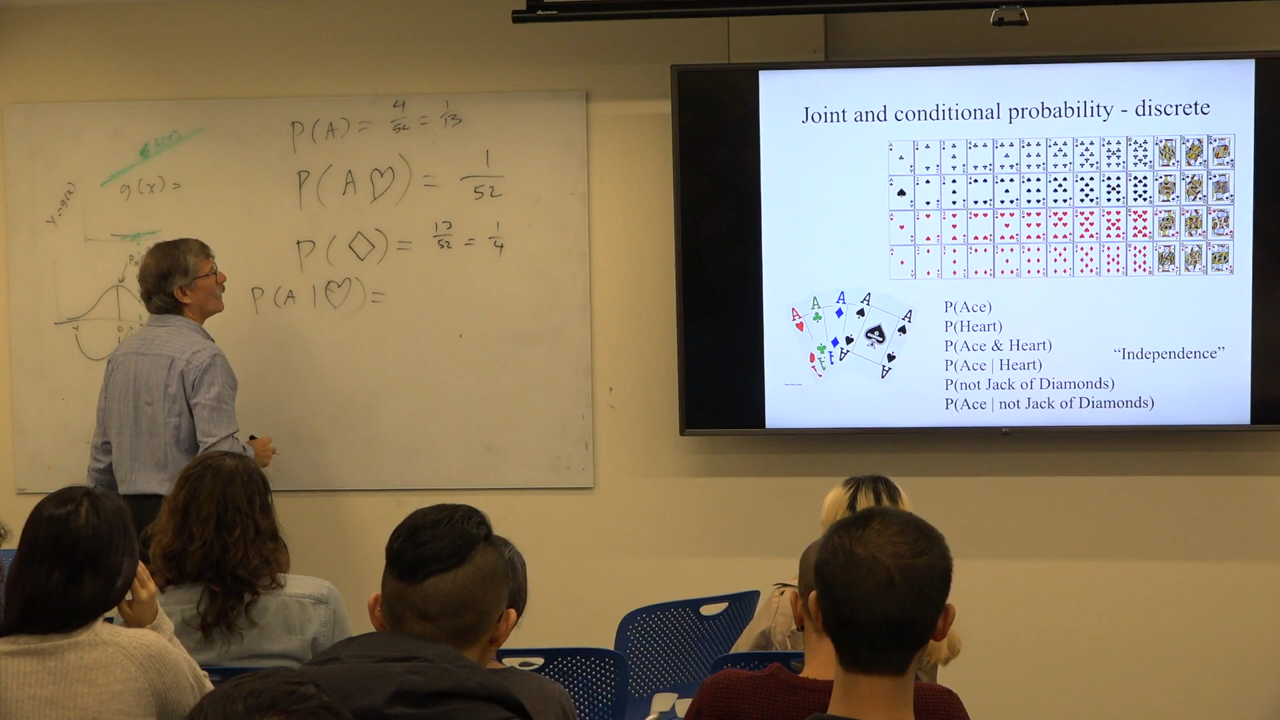 P(A) = 4/52 = 1/13
P(A♡) = 1/52
P(◇) = 13/52 = 1/4
P(A|♡) =
g(x) =
y=g(x)
Joint and conditional probability - discrete
P(Ace)
P(Heart)
P(Ace & Heart)
P(Ace | Heart)
P(not Jack of Diamonds)
P(Ace | not Jack of Diamonds)
“Independence”